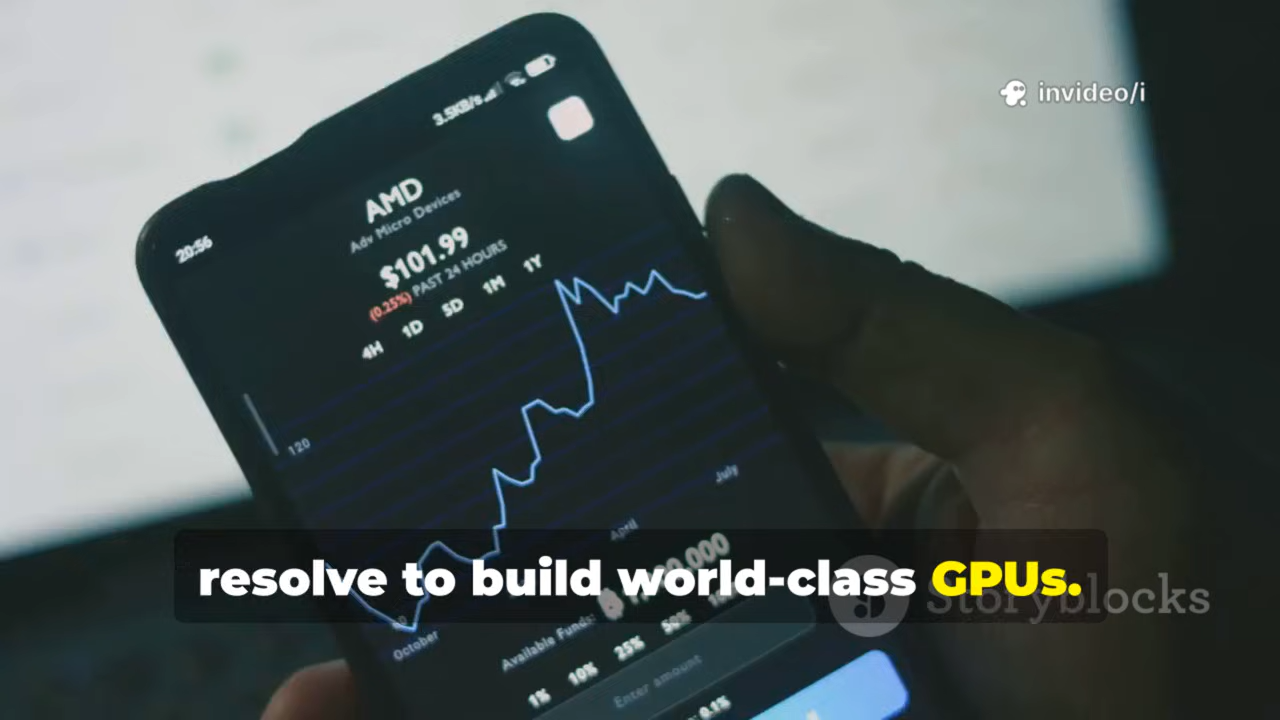 invideo/i
3.5KB/s
20:56
AMD
Adv Micro Devices
$101.99
(0.25%) PAST 24 HOURS
4H 1D 5D 1M 1Y
120
July
April
October
resolve to build world-class GPUs.
Storyblocks
Available Funds:
1% 10% 25% 50%
Enter amount
0.1%